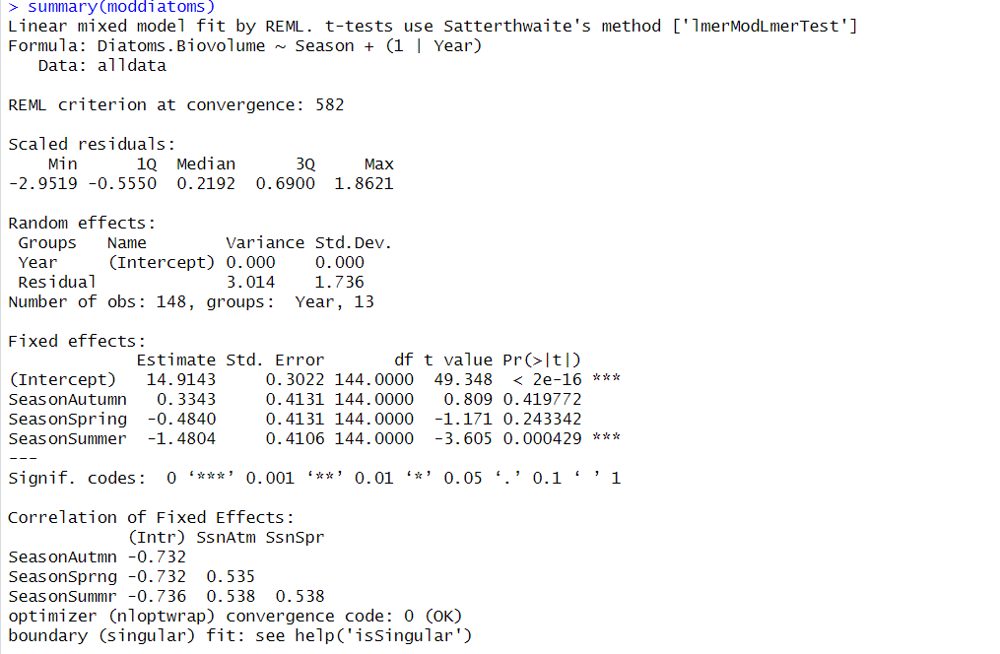 > summary(moddiatoms)
Linear mixed model fit by REML. t-tests use Satterthwaite's method ['lmerModLmerTest']
Formula: Diatoms.Biovolume ~ Season + (1 | Year)
   Data: alldata

REML criterion at convergence: 582

Scaled residuals:
    Min      1Q  Median      3Q     Max
-2.9519 -0.5550  0.2192  0.6900  1.8621

Random effects:
 Groups   Name        Variance Std.Dev.
 Year     (Intercept) 0.000    0.000
 Residual             3.014    1.736
Number of obs: 148, groups:  Year, 13

Fixed effects:
             Estimate Std. Error       df t value Pr(>|t|)
(Intercept)   14.9143     0.3022 144.0000  49.348  < 2e-16 ***
SeasonAutumn   0.3343     0.4131 144.0000   0.809 0.419772
SeasonSpring  -0.4840     0.4131 144.0000  -1.171 0.243342
SeasonSummer  -1.4804     0.4106 144.0000  -3.605 0.000429 ***
---
Signif. codes:  0 ‘***’ 0.001 ‘**’ 0.01 ‘*’ 0.05 ‘.’ 0.1 ‘ ’ 1

Correlation of Fixed Effects:
            (Intr) SsnAtm SsnSpr
SeasonAutmn -0.732
SeasonSprng -0.732  0.535
SeasonSummr -0.736  0.538  0.538
optimizer (nloptwrap) convergence code: 0 (OK)
boundary (singular) fit: see help('isSingular')